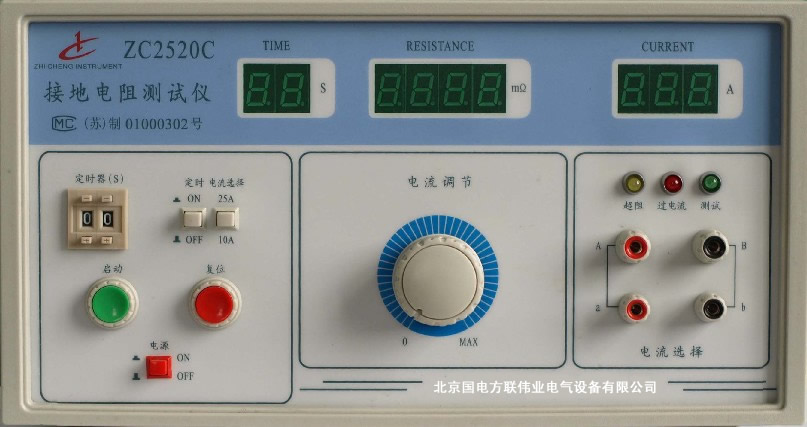 ZC2520C
ZHI CHENG INSTRUMENT
接地电阻测试仪
MC (苏)制 01000302号
TIME
S
RESISTANCE
mΩ
CURRENT
A
定时器(S)
0 0
定时 电流选择
ON 25A
OFF 10A
启动 复位
电源
ON
OFF
电流调节
0 MAX
超阻 过电流 测试
A B
a b
电流选择
北京国电方联伟业电气设备有限公司